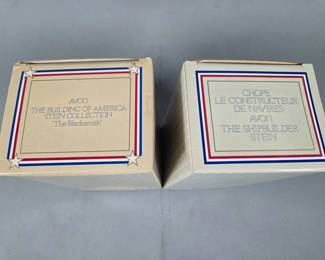 AVON
THE BUILDING OF AMERICA
STEIN COLLECTION
"The Blacksmith"
CHOPE
LE CONSTRUCTEUR
DE NAVIRES
AVON
THE SHIPBUILDER
STEIN